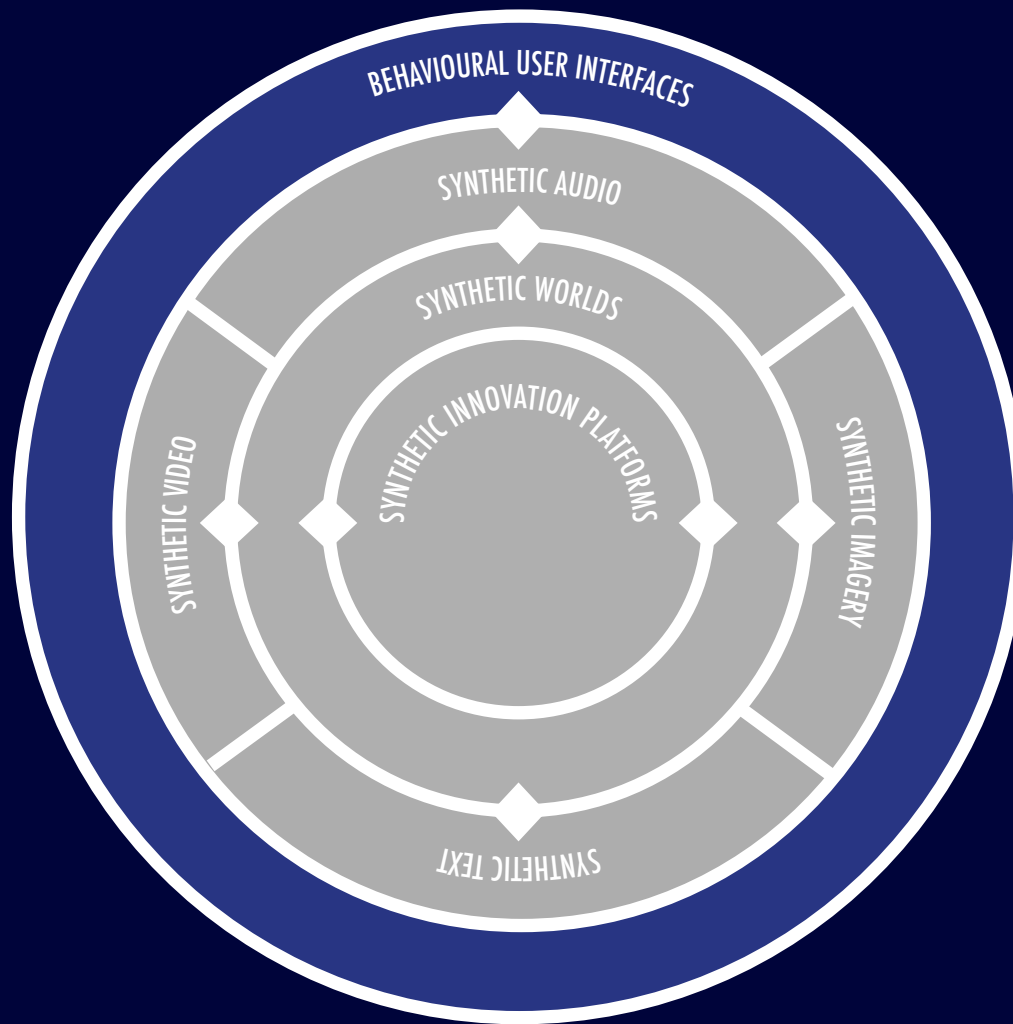 BEHAVIOURAL USER INTERFACES
SYNTHETIC AUDIO
SYNTHETIC WORLDS
SYNTHETIC INNOVATION PLATFORMS
SYNTHETIC VIDEO
SYNTHETIC IMAGERY
SYNTHETIC TEXT